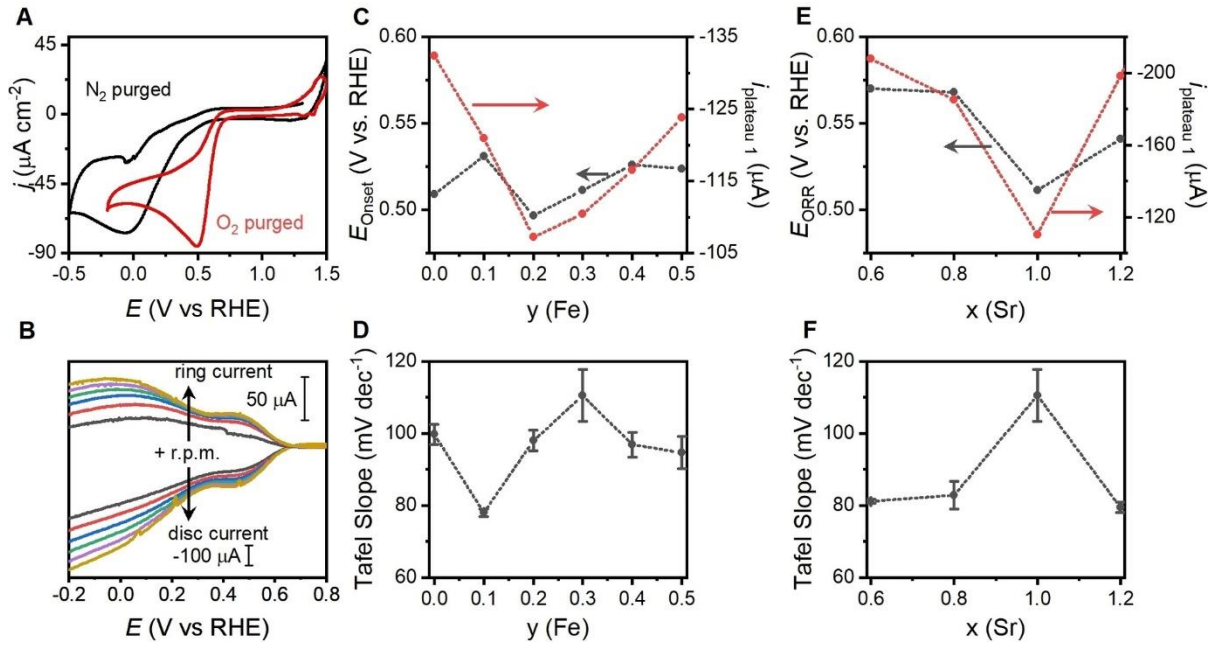 A
45
0
-45
-90
j (μA cm⁻²)
N₂ purged
O₂ purged
-0.5 0.0 0.5 1.0 1.5
E (V vs RHE)
B
ring current
50 μA
+ r.p.m.
disc current
-100 μA
-0.2 0.0 0.2 0.4 0.6 0.8
E (V vs RHE)
C
0.60
0.55
0.50
E_Onset (V vs. RHE)
-135
-125
-115
-105
i_plateau 1 (μA)
0.0 0.1 0.2 0.3 0.4 0.5
y (Fe)
D
120
100
80
60
Tafel Slope (mV dec⁻¹)
0.0 0.1 0.2 0.3 0.4 0.5
y (Fe)
E
0.60
0.55
0.50
E_ORR (V vs. RHE)
-200
-160
-120
i_plateau 1 (μA)
0.6 0.8 1.0 1.2
x (Sr)
F
120
100
80
60
Tafel Slope (mV dec⁻¹)
0.6 0.8 1.0 1.2
x (Sr)